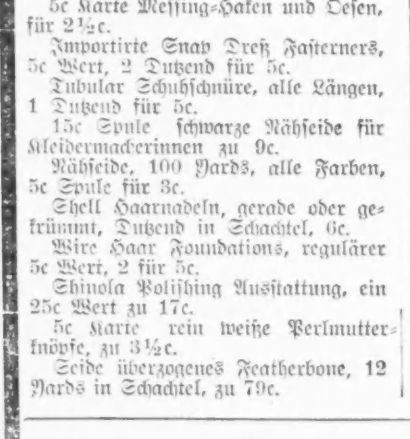 5c Karte Messing-Haken und Oesen,
für 2½c.
Importirte Snap Dreß Fasterners,
5c Wert, 2 Dutzend für 5c.
Tubular Schuhschnüre, alle Längen,
1 Dutzend für 5c.
15c Spule schwarze Nähseide für
Kleidermacherinnen zu 9c.
Nähseide, 100 Yards, alle Farben,
5c Spule für 3c.
Shell Haarnadeln, gerade oder ge-
krümmt, Dutzend in Schachtel, 6c.
Wire Haar Foundations, regulärer
5c Wert, 2 für 5c.
Shinola Polishing Ausstattung, ein
25c Wert zu 17c.
5c Karte rein weiße Perlmutter-
knöpfe, zu 3½c.
Seide überzogenes Featherbone, 12
Yards in Schachtel, zu 79c.